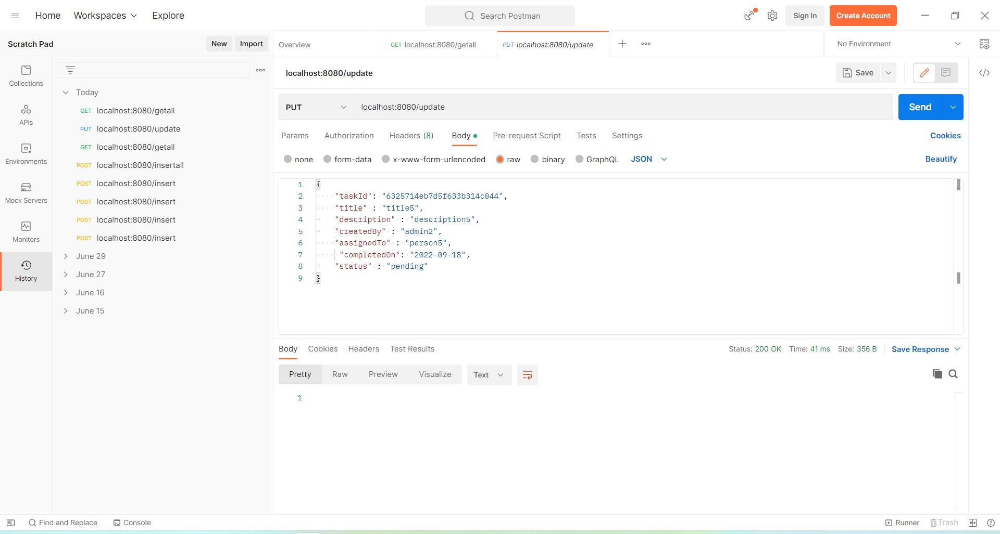 Home Workspaces Explore Search Postman Sign In Create Account
Scratch Pad New Import Overview GET localhost:8080/getall PUT localhost:8080/update No Environment
Collections
APIs
Environments
Mock Servers
Monitors
History
Today
GET localhost:8080/getall
PUT localhost:8080/update
GET localhost:8080/getall
POST localhost:8080/insertall
POST localhost:8080/insert
POST localhost:8080/insert
POST localhost:8080/insert
POST localhost:8080/insert
June 29
June 27
June 16
June 15
localhost:8080/update Save
PUT localhost:8080/update Send
Params Authorization Headers (8) Body Pre-request Script Tests Settings Cookies
none form-data x-www-form-urlencoded raw binary GraphQL JSON Beautify
1 {
2 "taskId": "6325714eb7d5f633b314c044",
3 "title" : "title5",
4 "description" : "description5",
5 "createdBy" : "admin2",
6 "assignedTo" : "person5",
7 "completedOn": "2022-09-18",
8 "status" : "pending"
9 }
Body Cookies Headers Test Results Status: 200 OK Time: 41 ms Size: 356 B Save Response
Pretty Raw Preview Visualize Text
1
Find and Replace Console Runner Trash